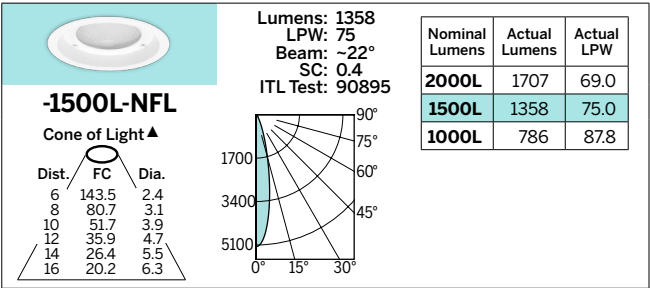 -1500L-NFL
Cone of Light▲
Dist. FC Dia.
6 143.5 2.4
8 80.7 3.1
10 51.7 3.9
12 35.9 4.7
14 26.4 5.5
16 20.2 6.3
Lumens: 1358
LPW: 75
Beam: ~22°
SC: 0.4
ITL Test: 90895
90°
75°
1700
60°
3400
45°
5100
0° 15° 30°
Nominal Lumens Actual Lumens Actual LPW
2000L 1707 69.0
1500L 1358 75.0
1000L 786 87.8